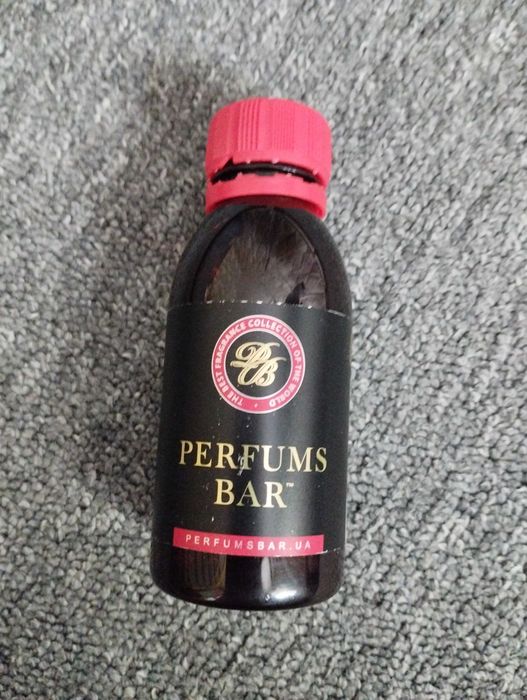 THE BEST FRAGRANCE COLLECTION OF THE WORLD
PB
PERFUMS
BAR™
PERFUMSBAR.UA